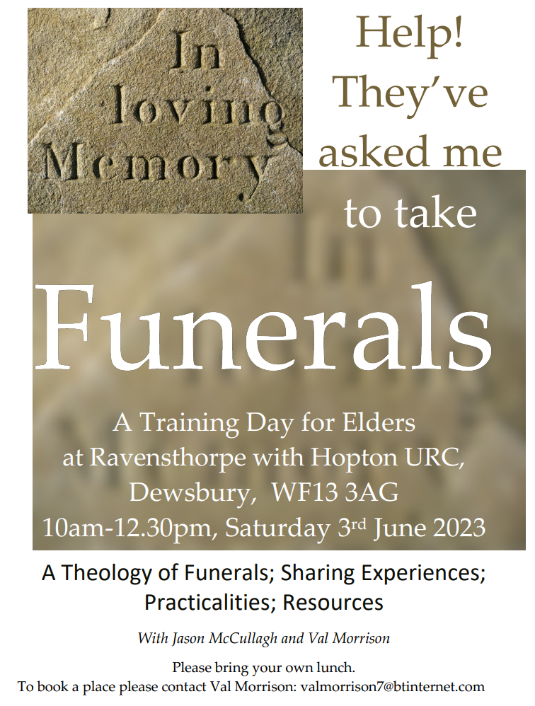 In
loving
Memory
Help!
They’ve
asked me
to take
Funerals
A Training Day for Elders
at Ravensthorpe with Hopton URC,
Dewsbury, WF13 3AG
10am-12.30pm, Saturday 3rd June 2023
A Theology of Funerals; Sharing Experiences;
Practicalities; Resources
With Jason McCullagh and Val Morrison
Please bring your own lunch.
To book a place please contact Val Morrison: valmorrison7@btinternet.com